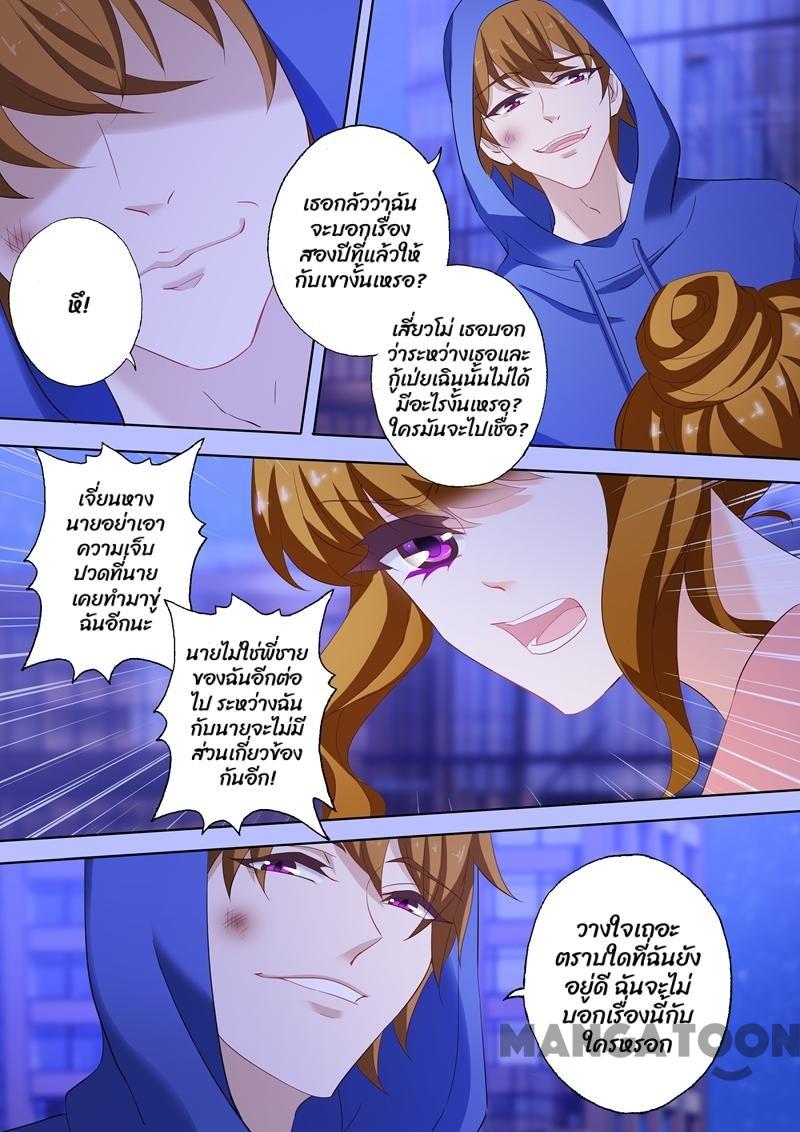 หึ!
เธอกลัวว่าฉัน
จะบอกเรื่อง
สองปีที่แล้วให้
กับเขางั้นเหรอ?
เสี่ยวโม่ เธอบอก
ว่าระหว่างเธอและ
กู้เป่ยเฉินนั้นไม่ได้
มีอะไรงั้นเหรอ?
ใครมันจะไปเชื่อ?
เจี่ยนหาง
นายอย่าเอา
ความเจ็บ
ปวดที่นาย
เคยทำมาขู่
ฉันอีกนะ
นายไม่ใช่พี่ชาย
ของฉันอีกต่อ
ไป ระหว่างฉัน
กับนายจะไม่มี
ส่วนเกี่ยวข้อง
กันอีก!
วางใจเถอะ
ตราบใดที่ฉันยัง
อยู่ดี ฉันจะไม่
บอกเรื่องนี้กับ
ใครหรอก
MANGATOON